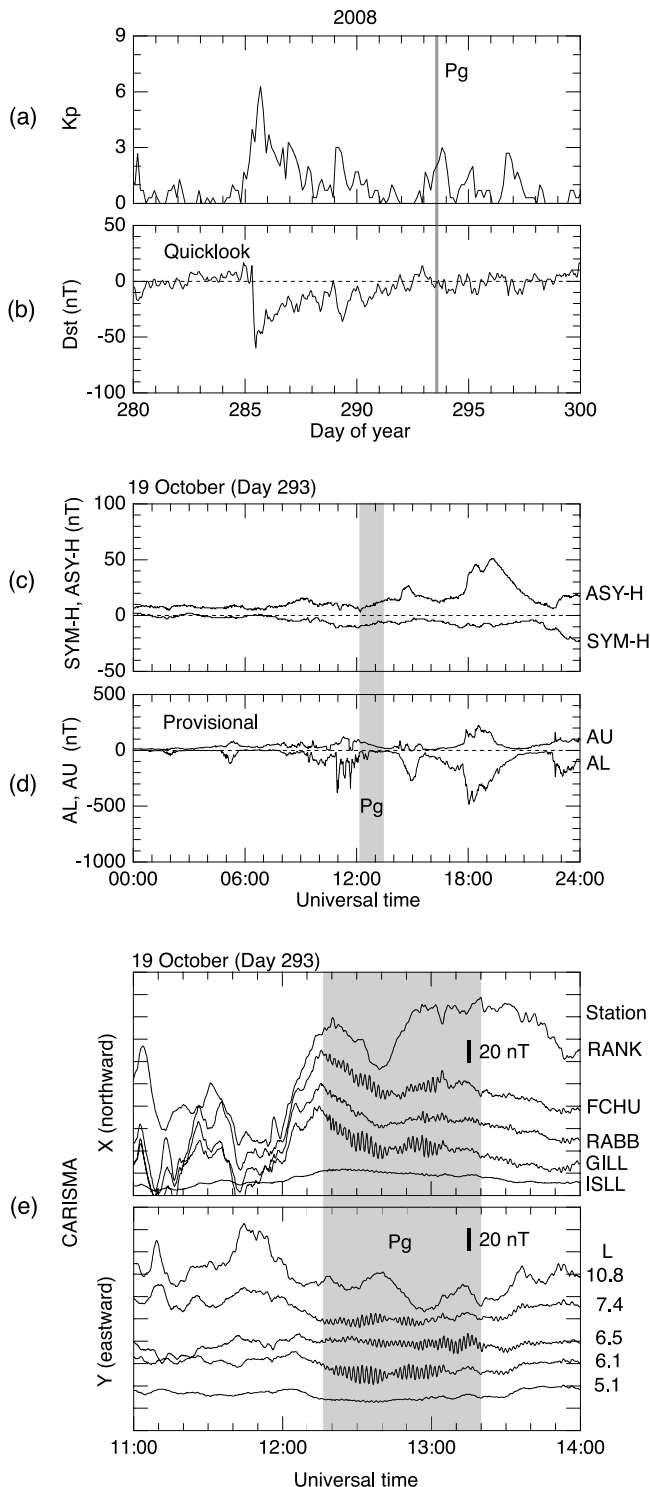 2008
(a)
Kp
9
6
3
0
Pg
(b)
Dst (nT)
50
0
-50
-100
Quicklook
280
285
290
295
300
Day of year
19 October (Day 293)
(c)
SYM-H, ASY-H (nT)
100
50
0
-50
ASY-H
SYM-H
(d)
AL, AU (nT)
500
0
-500
-1000
Provisional
AU
AL
Pg
00:00
06:00
12:00
18:00
24:00
Universal time
19 October (Day 293)
(e)
CARISMA
X (northward)
Station
20 nT
RANK
FCHU
RABB
GILL
ISLL
Y (eastward)
Pg
20 nT
L
10.8
7.4
6.5
6.1
5.1
11:00
12:00
13:00
14:00
Universal time